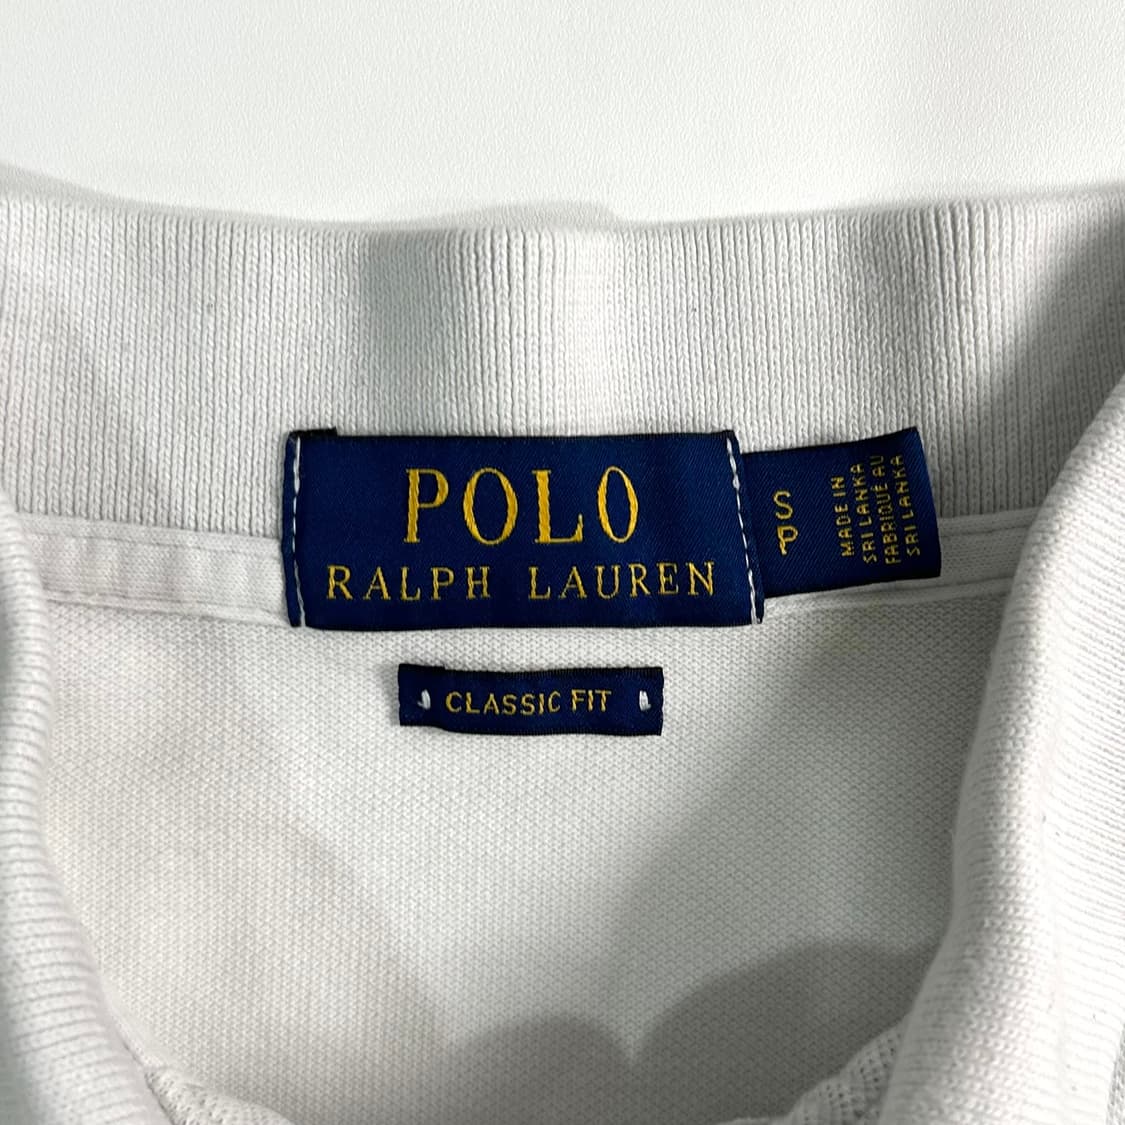 POLO
RALPH LAUREN
S
P
MADE IN
SRI LANKA
FABRIQUÉ AU
SRI LANKA
CLASSIC FIT